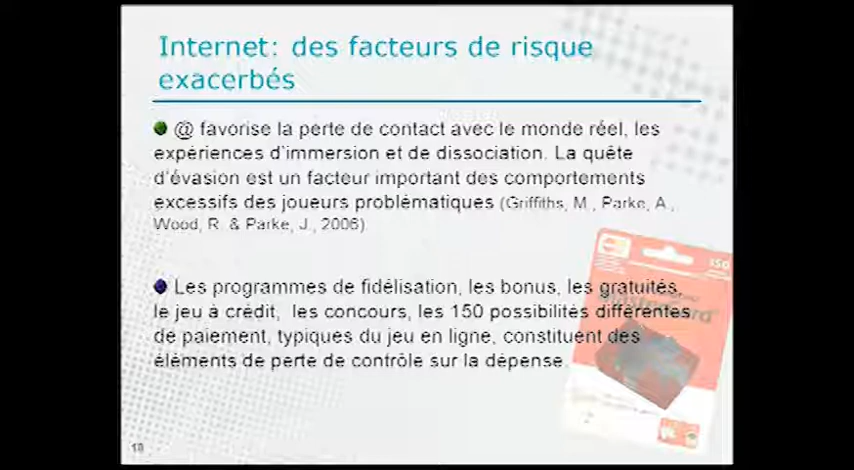 Internet: des facteurs de risque
exacerbés
@ favorise la perte de contact avec le monde réel, les
expériences d'immersion et de dissociation. La quête
d'évasion est un facteur important des comportements
excessifs des joueurs problématiques (Griffiths, M., Parke, A.,
Wood, R. & Parke, J., 2006)
Les programmes de fidélisation, les bonus, les gratuités,
le jeu à crédit, les concours, les 150 possibilités différentes
de paiement, typiques du jeu en ligne, constituent des
éléments de perte de contrôle sur la dépense.
18
150